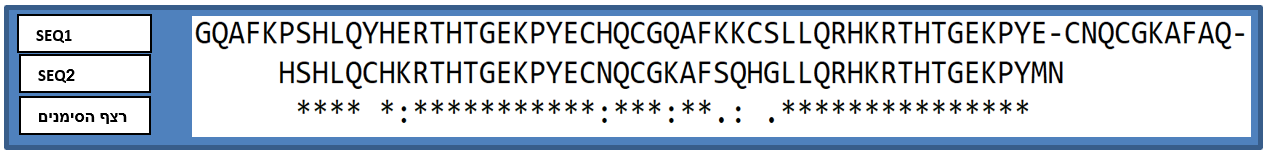 SEQ1 GQAFKPSHLQYHERTHTGEKPYECHQCGQAFKKCSLLQRHKRTHTGEKPYE-CNQCGKAFAQ-
SEQ2 HSHLQCHKRTHTGEKPYECNQCGKAFSQHGLLQRHKRTHTGEKPYMN
רצף הסימנים **** *:***********:***:**.: .***************